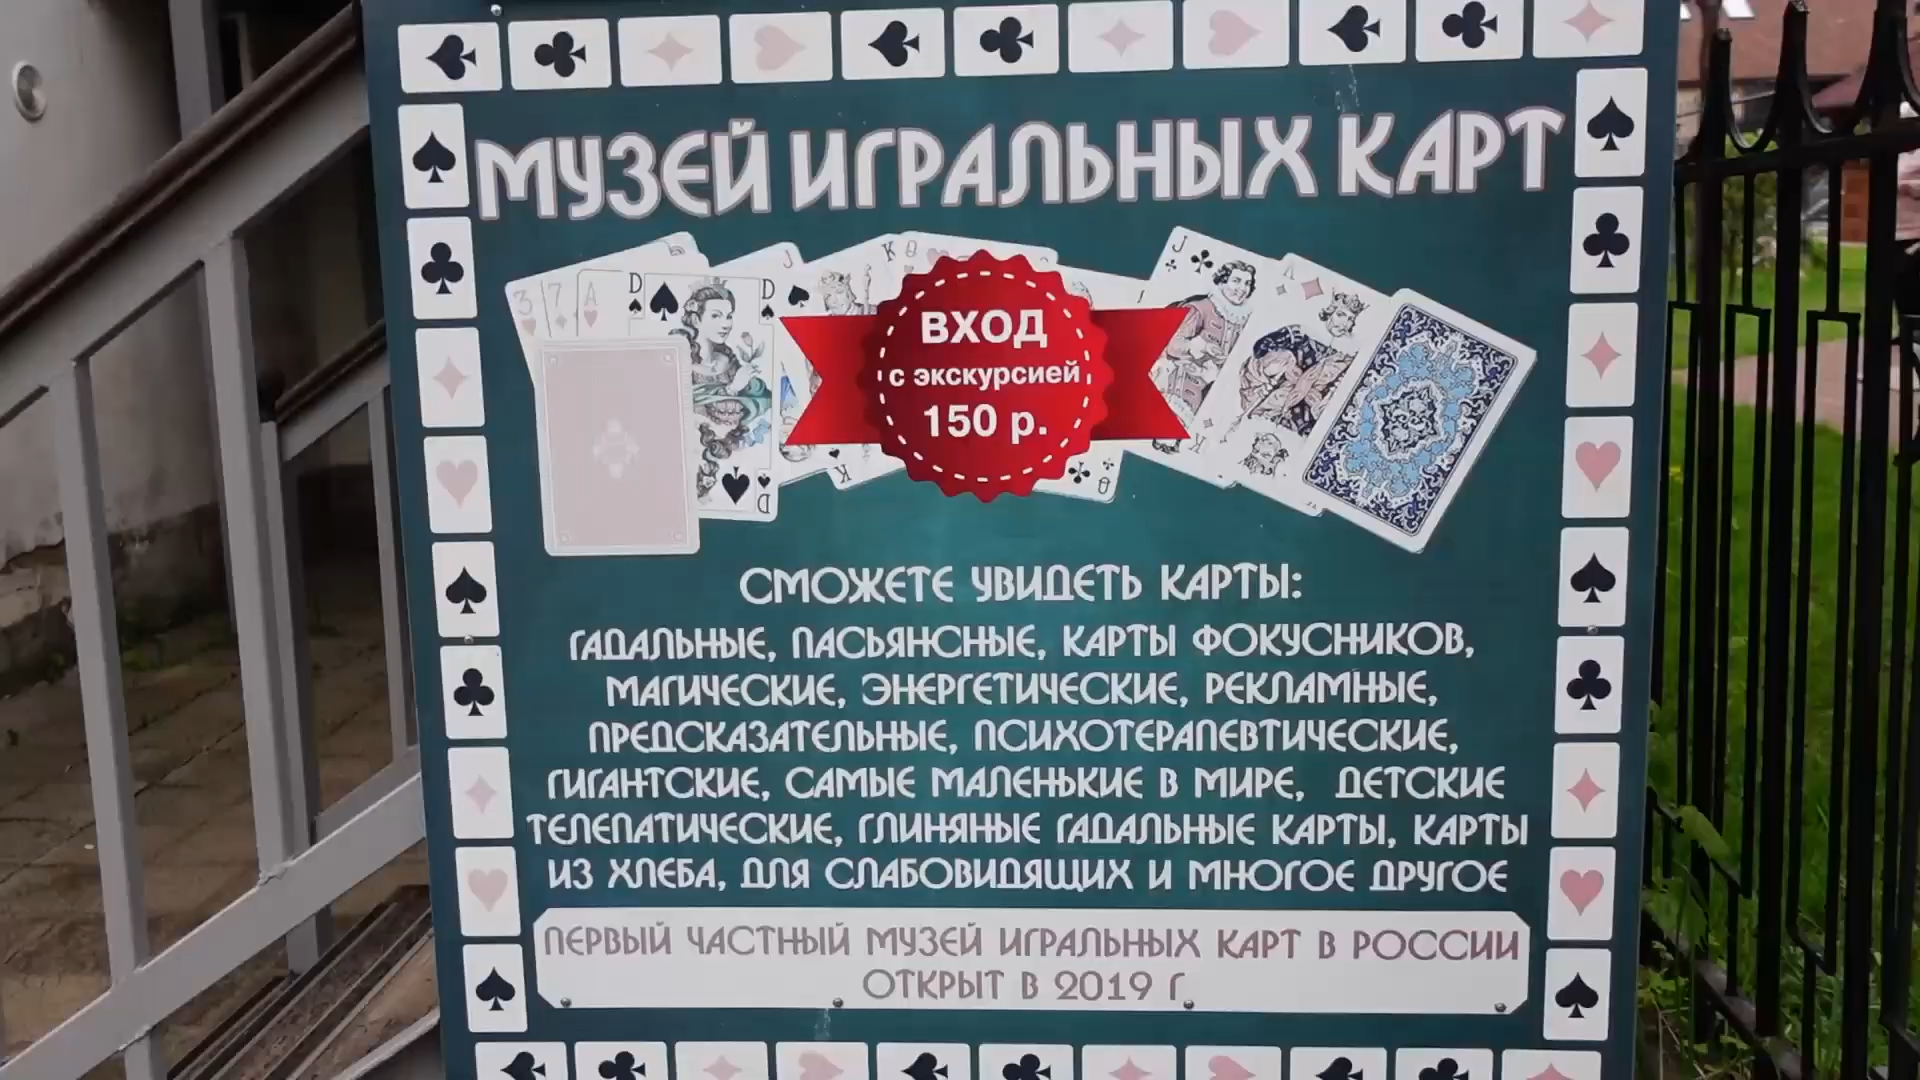 МУЗЕЙ ИГРАЛЬНЫХ КАРТ
ВХОД
с экскурсией
150 р.
СМОЖЕТЕ УВИДЕТЬ КАРТЫ:
ГАДАЛЬНЫЕ, ПАСЬЯНСНЫЕ, КАРТЫ ФОКУСНИКОВ,
МАГИЧЕСКИЕ, ЭНЕРГЕТИЧЕСКИЕ, РЕКЛАМНЫЕ,
ПРЕДСКАЗАТЕЛЬНЫЕ, ПСИХОТЕРАПЕВТИЧЕСКИЕ,
ГИГАНТСКИЕ, САМЫЕ МАЛЕНЬКИЕ В МИРЕ, ДЕТСКИЕ
ТЕЛЕПАТИЧЕСКИЕ, ГЛИНЯНЫЕ ГАДАЛЬНЫЕ КАРТЫ, КАРТЫ
ИЗ ХЛЕБА, ДЛЯ СЛАБОВИДЯЩИХ И МНОГОЕ ДРУГОЕ
ПЕРВЫЙ ЧАСТНЫЙ МУЗЕЙ ИГРАЛЬНЫХ КАРТ В РОССИИ
ОТКРЫТ В 2019 Г.